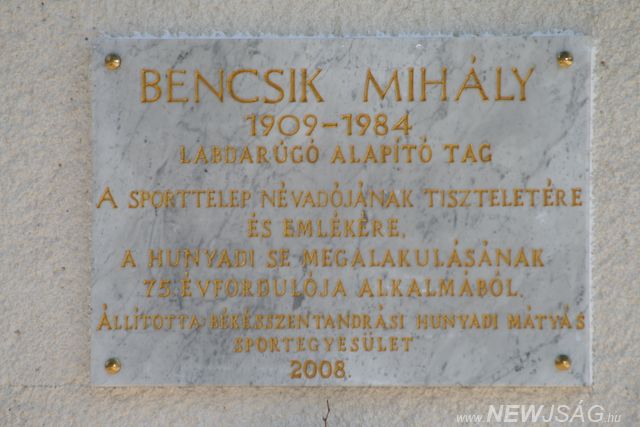 BENCSIK MIHÁLY
1909-1984
LABDARÚGÓ ALAPÍTÓ TAG
A SPORTTELEP NÉVADÓJÁNAK TISZTELETÉRE
ÉS EMLÉKÉRE,
A HUNYADI SE MEGALAKULÁSÁNAK
75.ÉVFORDULÓJA ALKALMÁBÓL,
ÁLLÍTOTTA:BÉKÉSSZENTANDRÁSI HUNYADI MÁTYÁS
SPORTEGYESÜLET
2008.
www.NEWJSÁG.hu